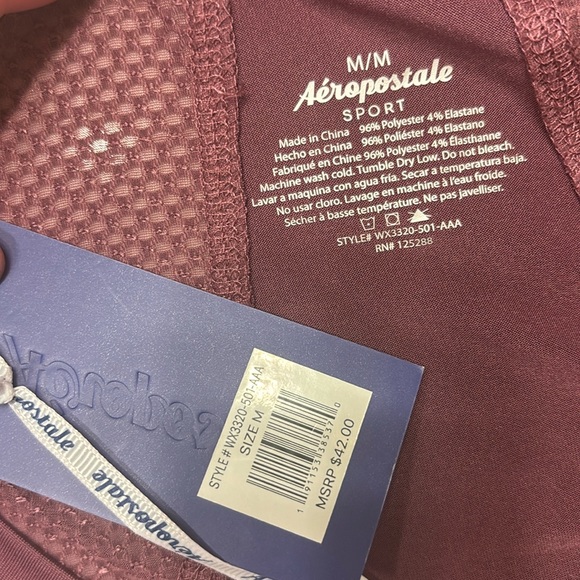 M/M
Aéropostale
SPORT
Made in China 96% Polyester 4% Elastane
Hecho en China 96% Poliéster 4% Elastano
Fabriqué en Chine 96% Polyester 4% Élasthanne
Machine wash cold. Tumble Dry Low. Do not bleach.
Lavar a maquina con agua fría. Secar a temperatura baja.
No usar cloro. Lavage en machine à l'eau froide.
Sécher à basse température. Ne pas javelliser.
STYLE# WX3320-501-AAA
RN# 125288
STYLE# WX3320-501-AAA
SIZE M
MSRP $42.00
aéropostale
aéropostale